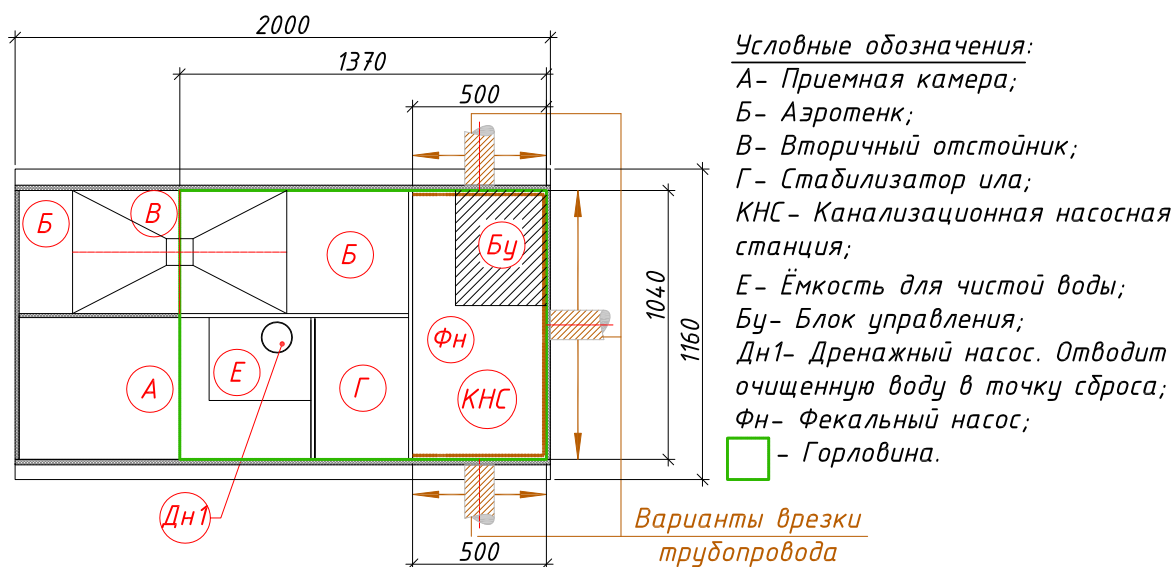 2000
1370
500
Условные обозначения:
А- Приемная камера;
Б- Аэротенк;
В- Вторичный отстойник;
Г- Стабилизатор ила;
КНС- Канализационная насосная
станция;
Е- Ёмкость для чистой воды;
Бу- Блок управления;
Дн1- Дренажный насос. Отводит
очищенную воду в точку сброса;
Фн- Фекальный насос;
- Горловина.
Б
В
Б
Бу
1040
1160
Фн
А
Е
Г
КНС
Дн1
Варианты врезки
трубопровода
500